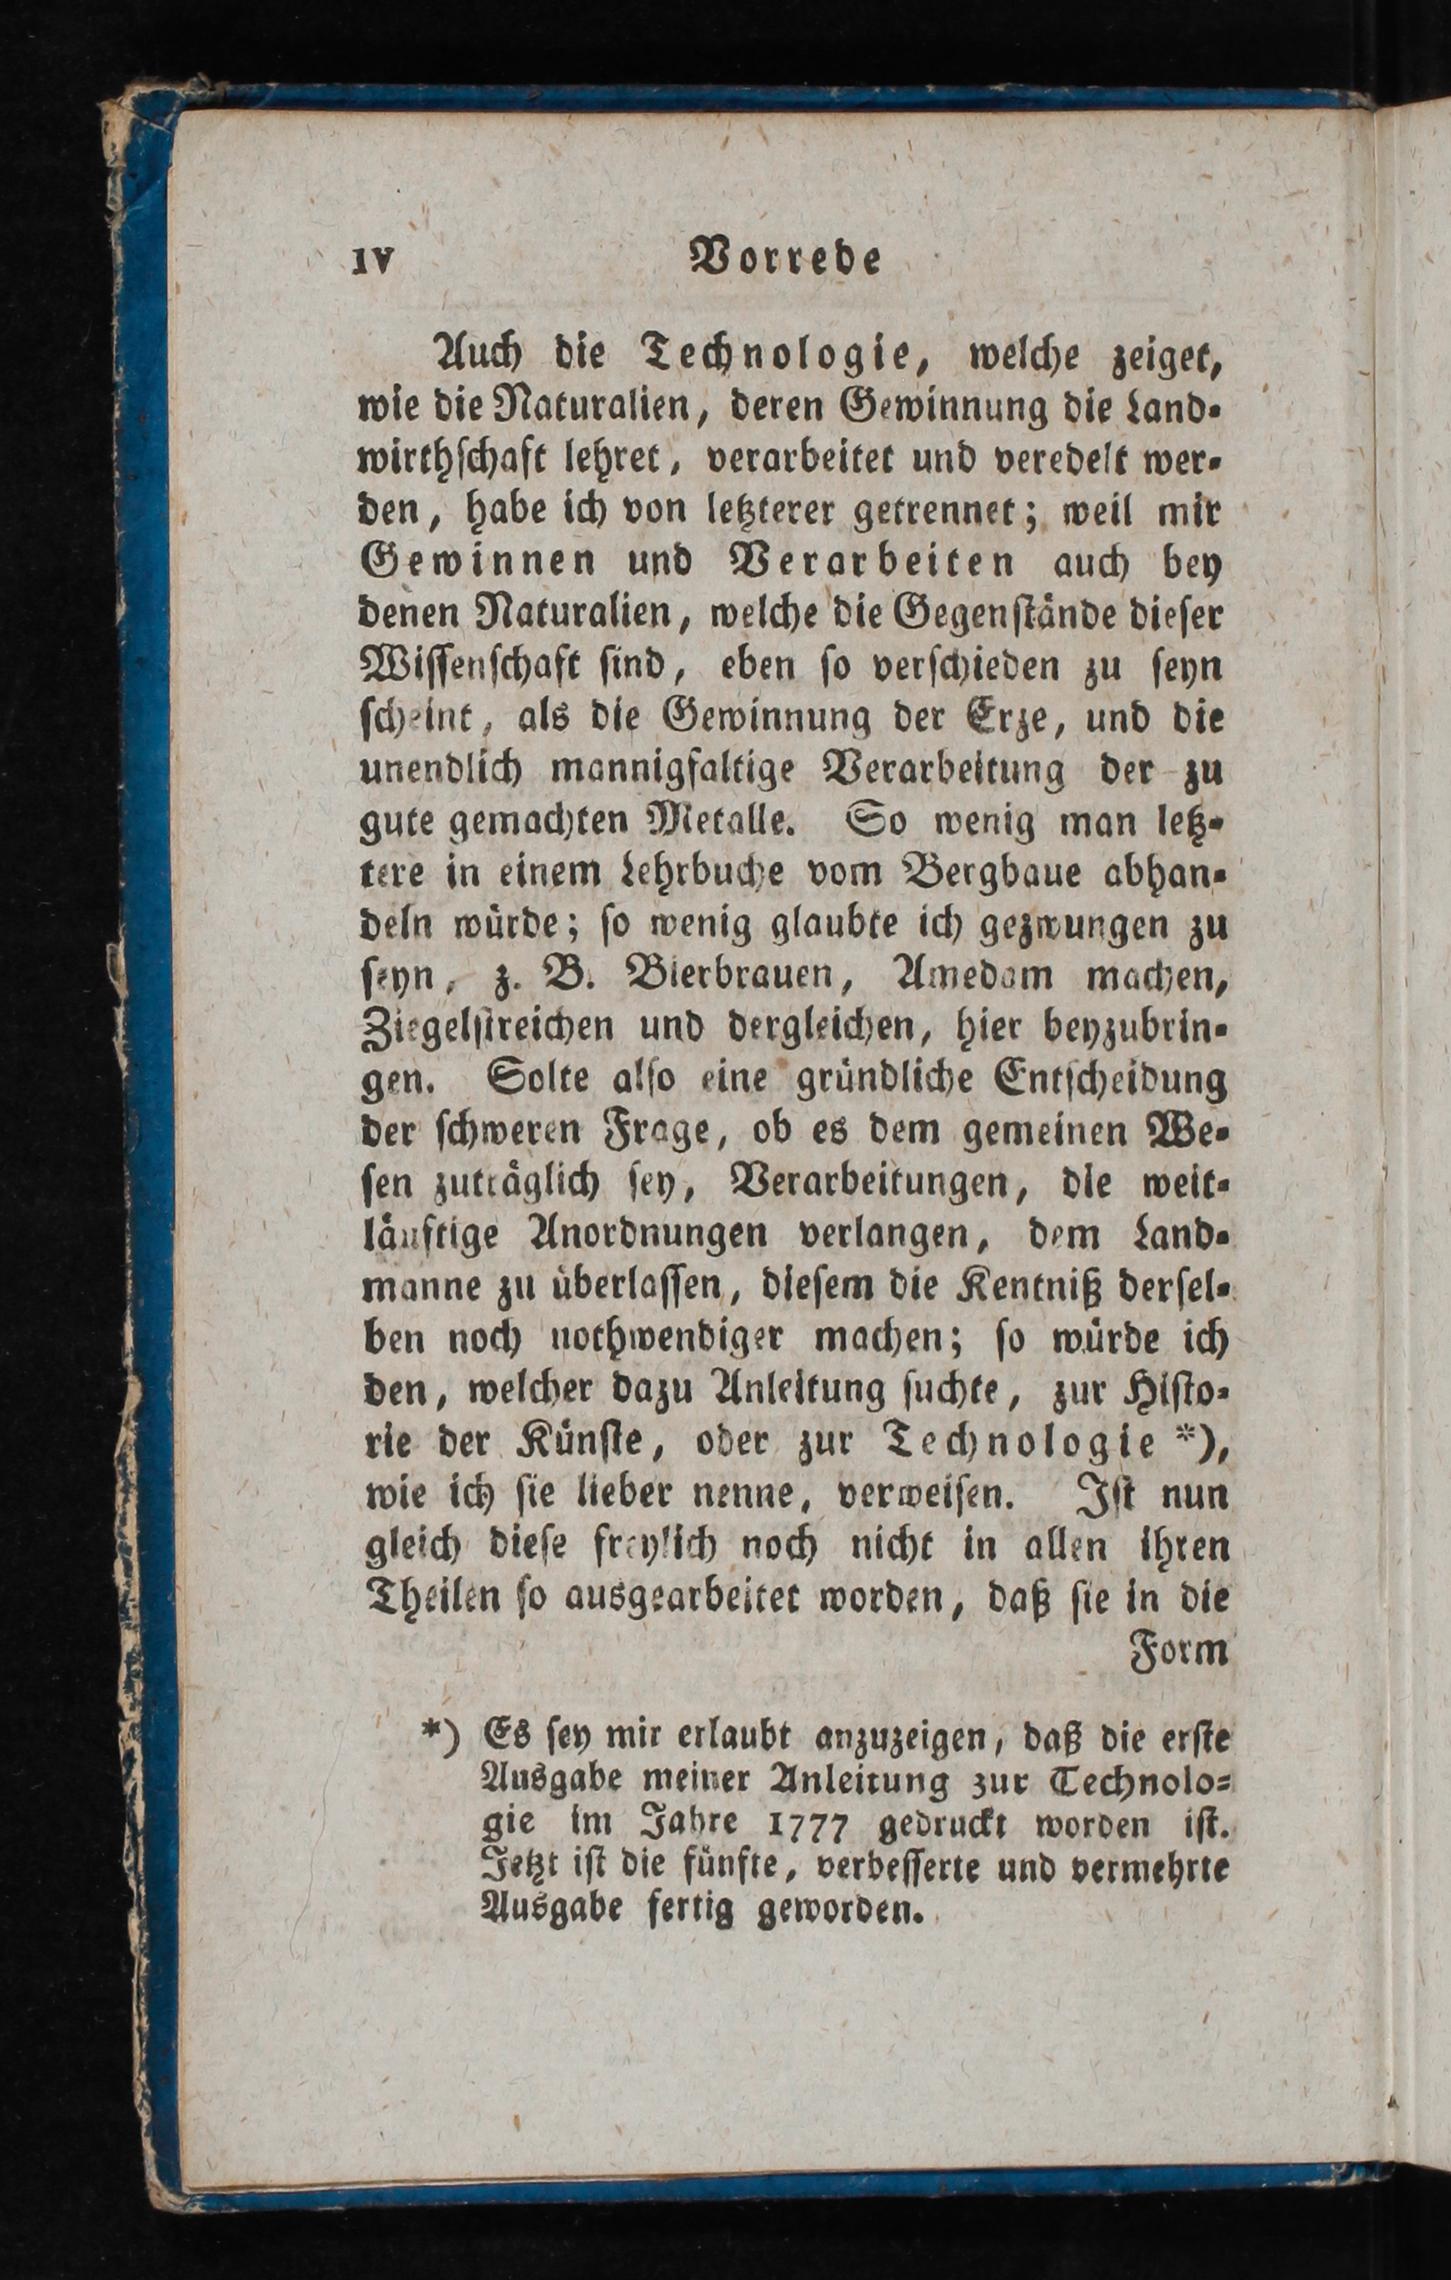 IV Vorrede
Auch die Technologie, welche zeiget,
wie die Naturalien, deren Gewinnung die Land-
wirthſchaft lehret, verarbeitet und veredelt wer-
den, habe ich von letzterer getrennet; weil mir
Gewinnen und Verarbeiten auch bey
denen Naturalien, welche die Gegenſtände dieſer
Wiſſenſchaft ſind, eben ſo verſchieden zu ſeyn
ſcheint, als die Gewinnung der Erze, und die
unendlich mannigfaltige Verarbeitung der zu
gute gemachten Metalle. So wenig man letz-
tere in einem Lehrbuche vom Bergbaue abhan-
deln würde; ſo wenig glaubte ich gezwungen zu
ſeyn, z. B. Bierbrauen, Amedam machen,
Ziegelſtreichen und dergleichen, hier beyzubrin-
gen. Solte alſo eine gründliche Entſcheidung
der ſchweren Frage, ob es dem gemeinen We-
ſen zuträglich ſey, Verarbeitungen, die weit-
läuftige Anordnungen verlangen, dem Land-
manne zu überlaſſen, dieſem die Kentniß derſel-
ben noch nothwendiger machen; ſo würde ich
den, welcher dazu Anleitung ſuchte, zur Hiſto-
rie der Künſte, oder zur Technologie *),
wie ich ſie lieber nenne, verweiſen. Iſt nun
gleich dieſe freylich noch nicht in allen ihren
Theilen ſo ausgearbeitet worden, daß ſie in die
Form
*) Es ſey mir erlaubt anzuzeigen, daß die erſte
Ausgabe meiner Anleitung zur Technolo-
gie im Jahre 1777 gedruckt worden iſt.
Jetzt iſt die fünfte, verbeſſerte und vermehrte
Ausgabe fertig geworden.